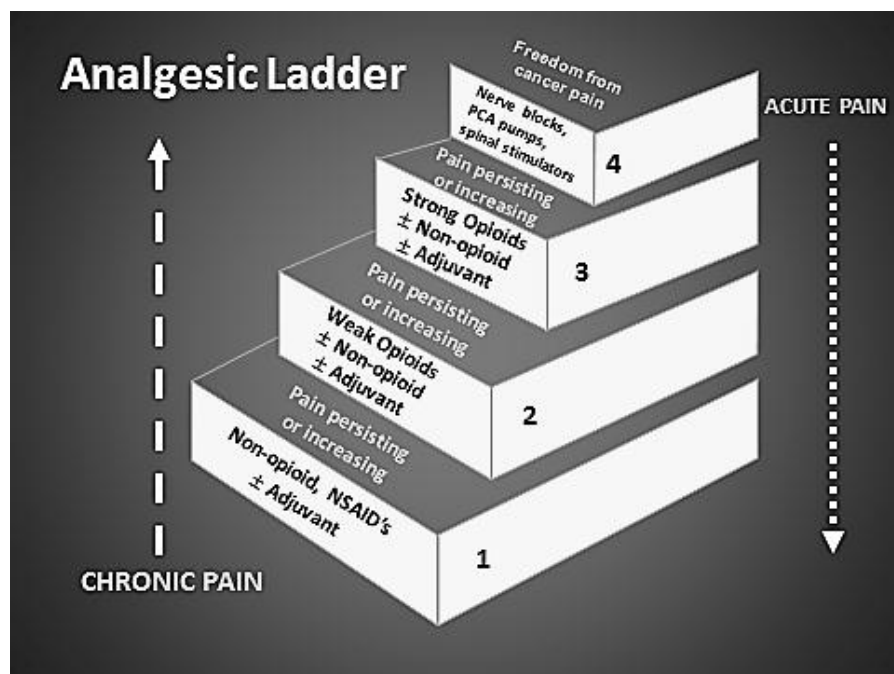 Analgesic Ladder
ACUTE PAIN
Freedom from
cancer pain
Nerve blocks,
PCA pumps,
spinal stimulators
4
Pain persisting
or increasing
Strong Opioids
± Non-opioid
± Adjuvant
3
Pain persisting
or increasing
Weak Opioids
± Non-opioid
± Adjuvant
2
Pain persisting
or increasing
Non-opioid, NSAID's
± Adjuvant
1
CHRONIC PAIN